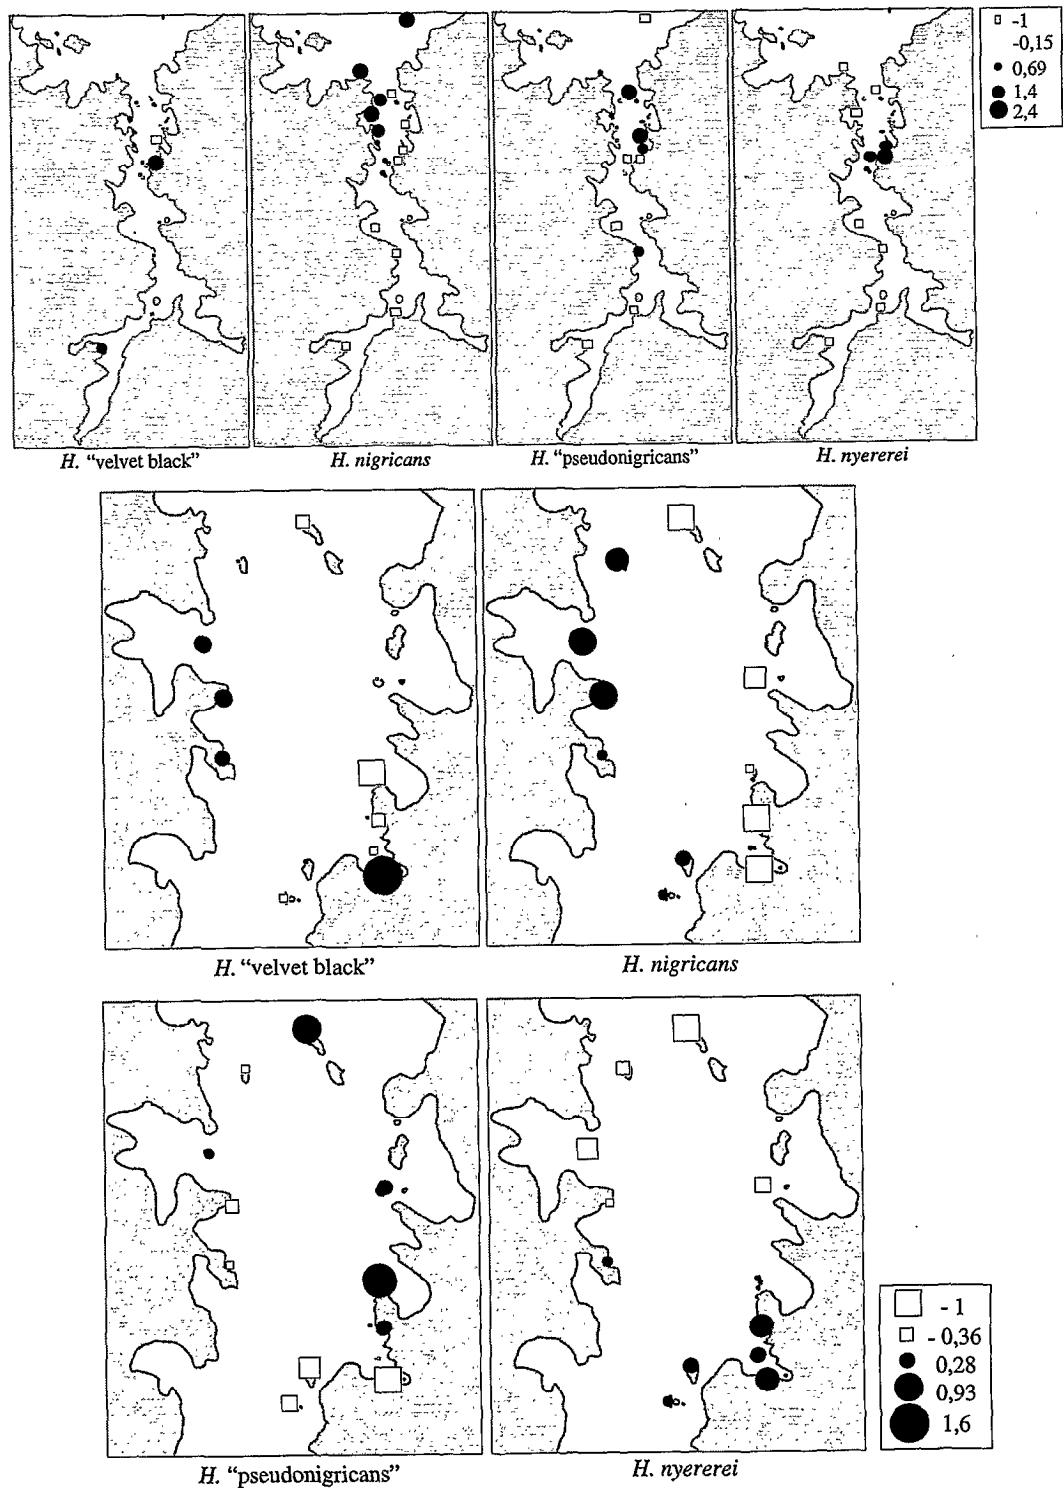 -1
-0,15
0,69
1,4
2,4
H. “velvet black”
H. nigricans
H. “pseudonigricans”
H. nyererei
H. “velvet black”
H. nigricans
- 1
- 0,36
0,28
0,93
1,6
H. “pseudonigricans”
H. nyererei